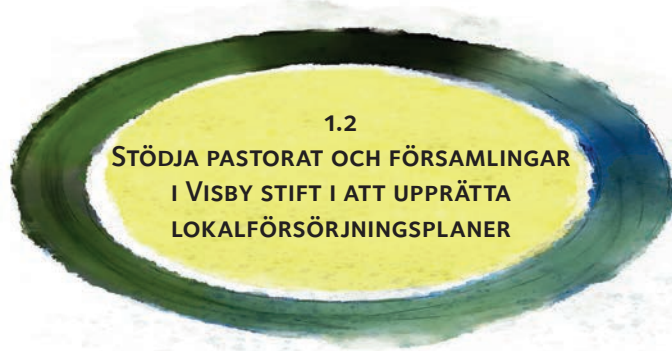 1.2
Stödja pastorat och församlingar
i Visby stift i att upprätta
lokalförsörjningsplaner